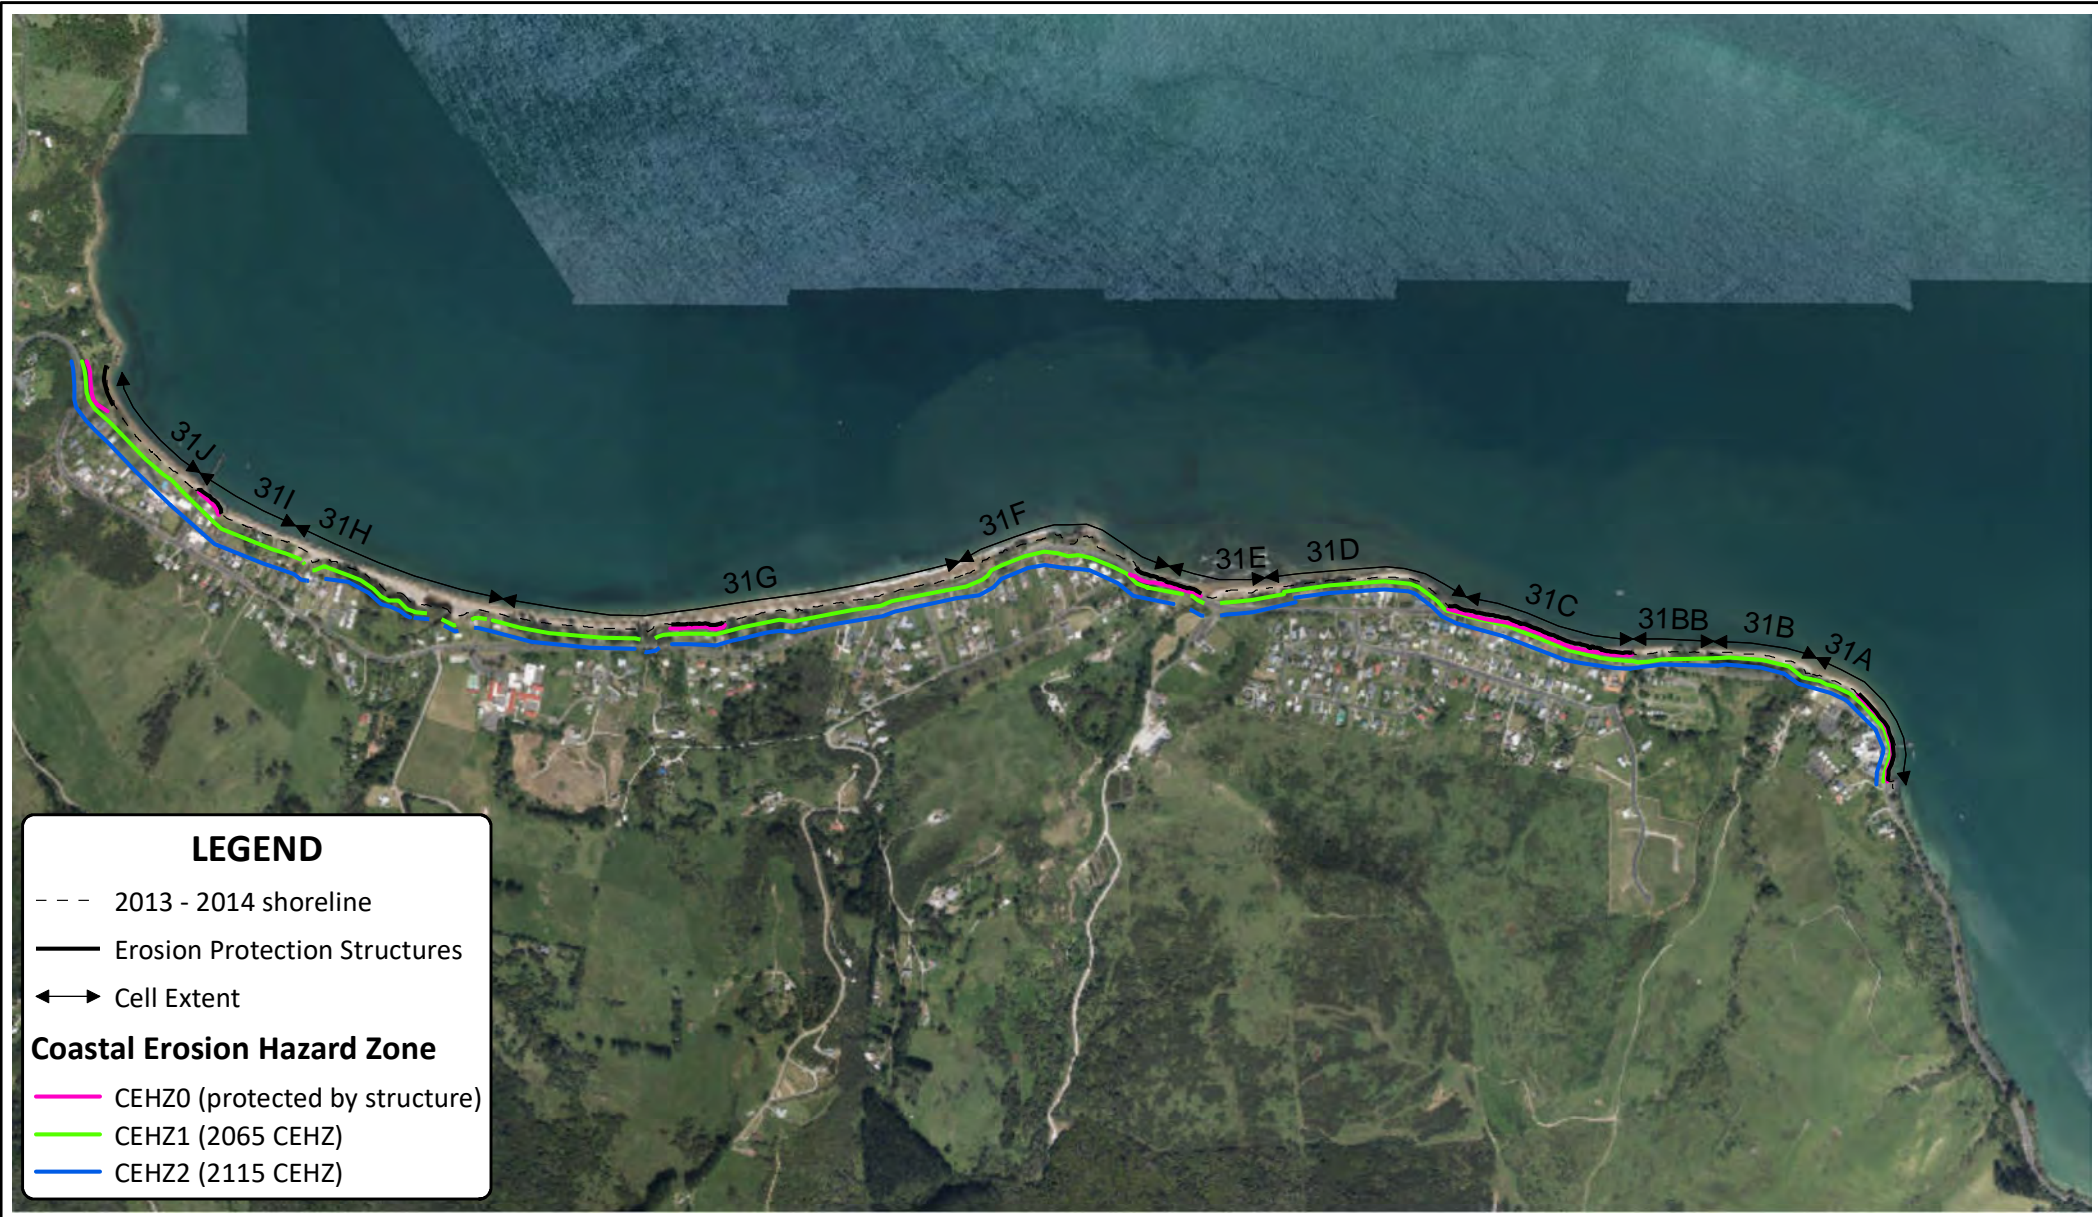 31J
31I
31H
31G
31F
31E
31D
31C
31BB
31B
31A
LEGEND
2013 - 2014 shoreline
Erosion Protection Structures
Cell Extent
Coastal Erosion Hazard Zone
CEHZ0 (protected by structure)
CEHZ1 (2065 CEHZ)
CEHZ2 (2115 CEHZ)